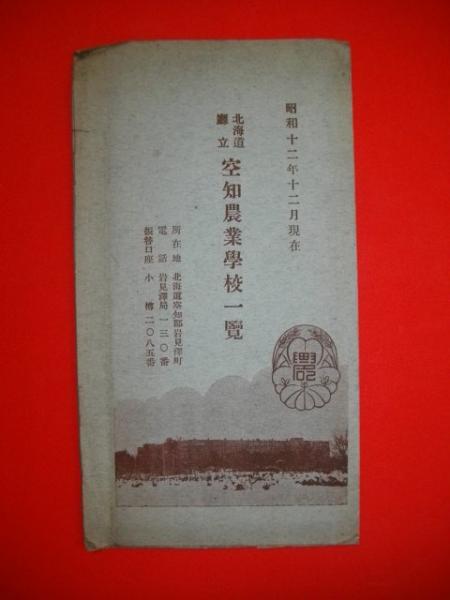 昭和十二年十二月現在
北海道廳立 空知農業學校一覽
所在地 北海道空知郡岩見澤町
電話 岩見澤局一三〇番
振替口座 小樽二〇八五番
農